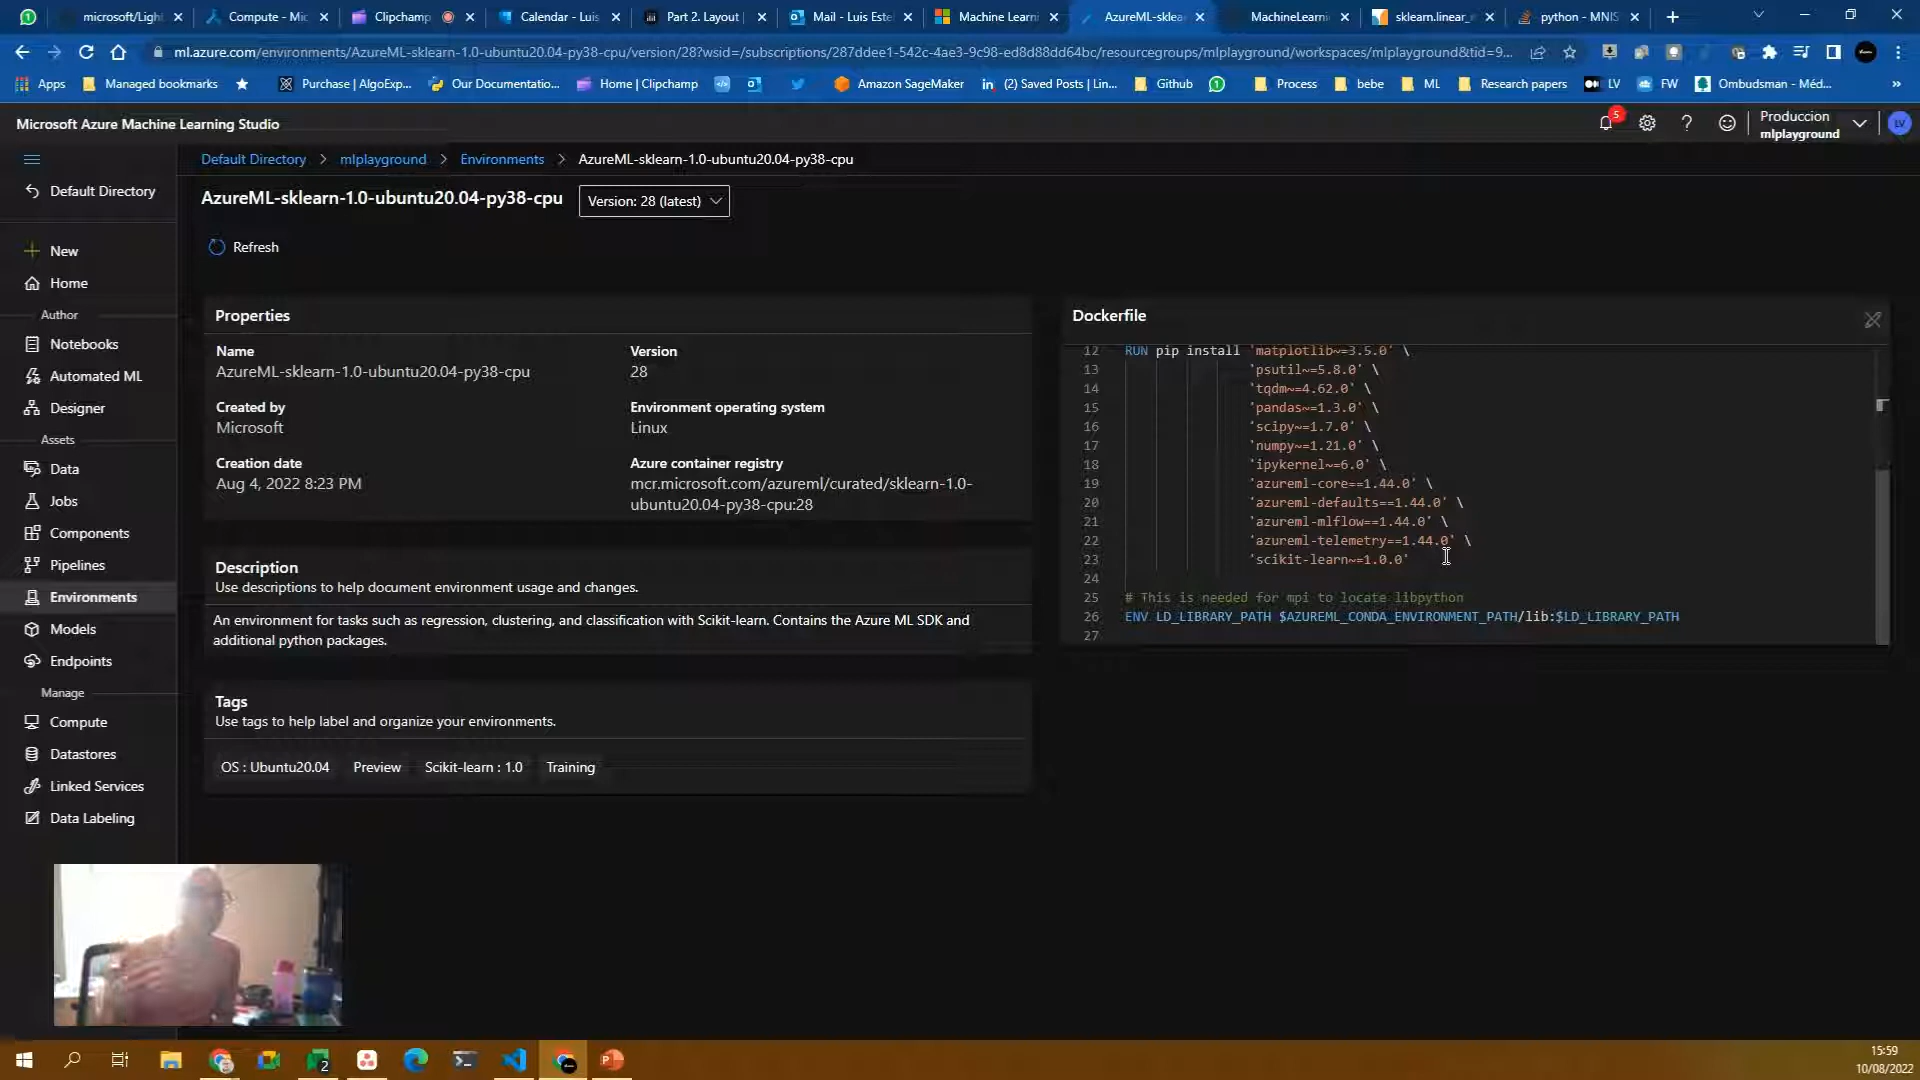 microsoft/Ligh
Compute - Mic
Clipchamp
Calendar - Luis
Part 2. Layout
Mail - Luis Este
Machine Learni
AzureML-sklea
MachineLearni
sklearn.linear_
python - MNIS
ml.azure.com/environments/AzureML-sklearn-1.0-ubuntu20.04-py38-cpu/version/28?wsid=/subscriptions/287ddee1-542c-4ae3-9c98-ed8d88dd64bc/resourcegroups/mlplayground/workspaces/mlplayground&tid=9...
Apps
Managed bookmarks
Purchase | AlgoExp...
Our Documentatio...
Home | Clipchamp
Amazon SageMaker
(2) Saved Posts | Lin...
Github
Process
bebe
ML
Research papers
LV
FW
Ombudsman - Méd...
»
Microsoft Azure Machine Learning Studio
5
Produccion
mlplayground
LV
Default Directory > mlplayground > Environments > AzureML-sklearn-1.0-ubuntu20.04-py38-cpu
Default Directory
New
Home
Author
Notebooks
Automated ML
Designer
Assets
Data
Jobs
Components
Pipelines
Environments
Models
Endpoints
Manage
Compute
Datastores
Linked Services
Data Labeling
AzureML-sklearn-1.0-ubuntu20.04-py38-cpu
Version: 28 (latest)
Refresh
Properties
Name
AzureML-sklearn-1.0-ubuntu20.04-py38-cpu
Version
28
Created by
Microsoft
Environment operating system
Linux
Creation date
Aug 4, 2022 8:23 PM
Azure container registry
mcr.microsoft.com/azureml/curated/sklearn-1.0-
ubuntu20.04-py38-cpu:28
Description
Use descriptions to help document environment usage and changes.
An environment for tasks such as regression, clustering, and classification with Scikit-learn. Contains the Azure ML SDK and
additional python packages.
Tags
Use tags to help label and organize your environments.
OS : Ubuntu20.04
Preview
Scikit-learn : 1.0
Training
Dockerfile
12 RUN pip install 'matplotlib~=3.5.0' \
13 'psutil~=5.8.0' \
14 'tqdm~=4.62.0' \
15 'pandas~=1.3.0' \
16 'scipy~=1.7.0' \
17 'numpy~=1.21.0' \
18 'ipykernel~=6.0' \
19 'azureml-core==1.44.0' \
20 'azureml-defaults==1.44.0' \
21 'azureml-mlflow==1.44.0' \
22 'azureml-telemetry==1.44.0' \
23 'scikit-learn~=1.0.0'
24
25 # This is needed for mpi to locate libpython
26 ENV LD_LIBRARY_PATH $AZUREML_CONDA_ENVIRONMENT_PATH/lib:$LD_LIBRARY_PATH
27
2
15:59
10/08/2022